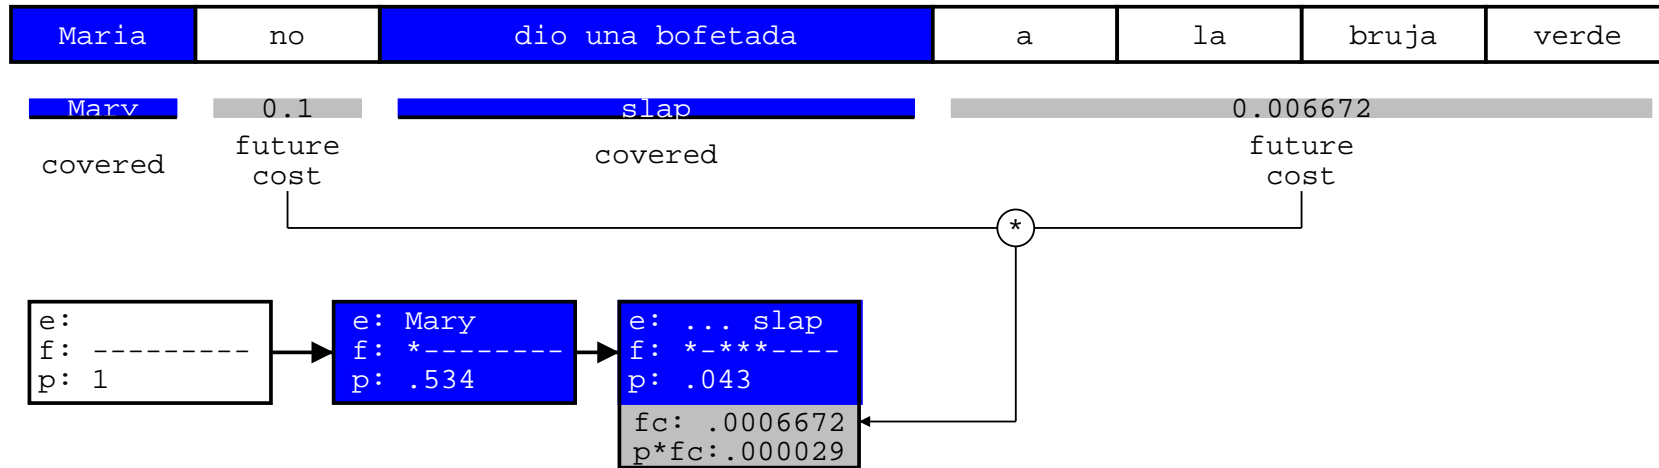 Maria no dio una bofetada a la bruja verde
Mary 0.1 slap 0.006672
covered future cost covered future cost
*
e:
f: ---------
p: 1
e: Mary
f: *--------
p: .534
e: ... slap
f: *-***----
p: .043
fc: .0006672
p*fc:.000029